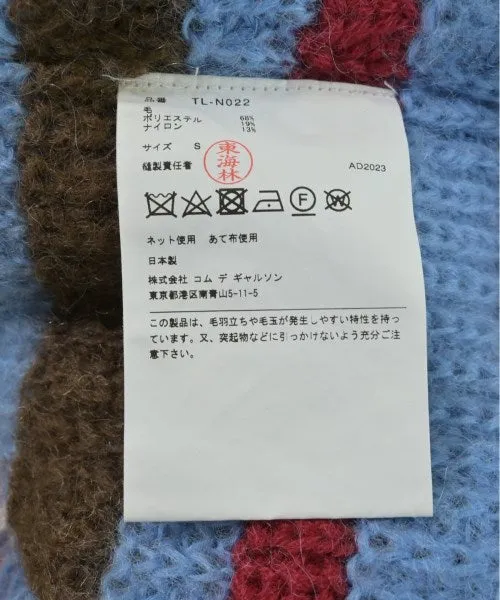 品番 TL-N022
毛 68%
ポリエステル 19%
ナイロン 13%
サイズ S
縫製責任者 東海林 AD2023
F W
ネット使用 あて布使用
日本製
株式会社 コム デ ギャルソン
東京都港区南青山5-11-5
この製品は、毛羽立ちや毛玉が発生しやすい特性を持っ
ています。又、突起物などに引っかけないよう充分ご注
意下さい。